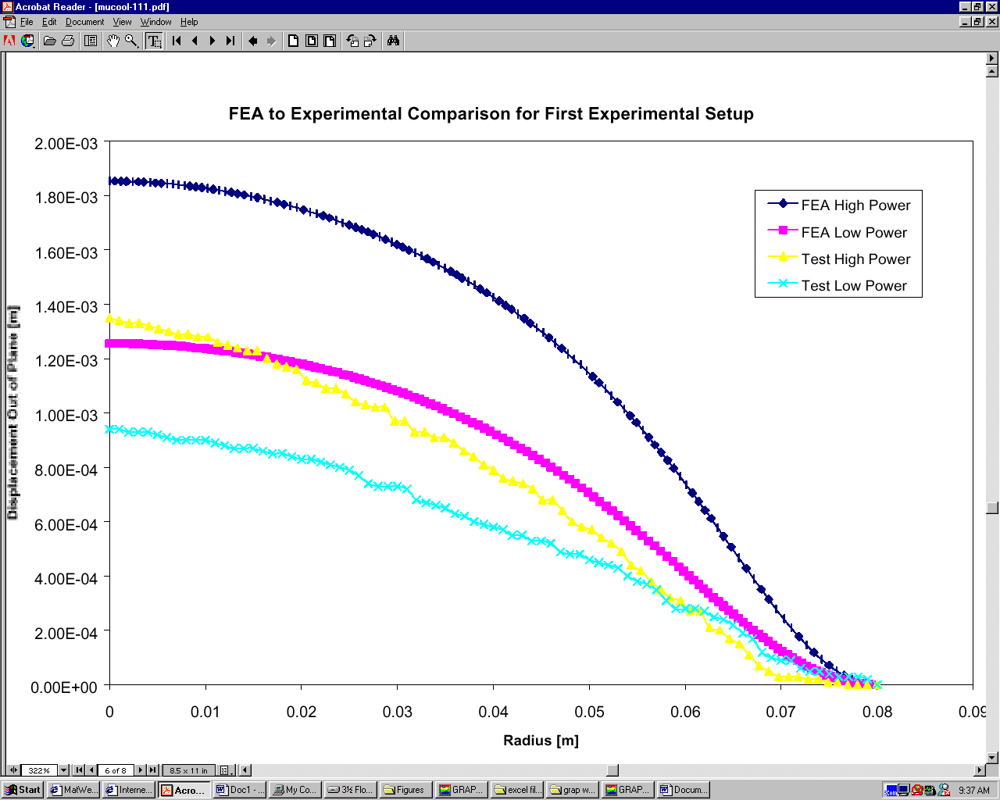 Acrobat Reader - [mucool-111.pdf]
File Edit Document View Window Help
FEA to Experimental Comparison for First Experimental Setup
2.00E-03
1.80E-03
1.60E-03
1.40E-03
1.20E-03
1.00E-03
8.00E-04
6.00E-04
4.00E-04
2.00E-04
0.00E+00
Displacement Out of Plane [m]
FEA High Power
FEA Low Power
Test High Power
Test Low Power
0 0.01 0.02 0.03 0.04 0.05 0.06 0.07 0.08 0.09
Radius [m]
322% 6 of 8 8.5 x 11 in
Start MatWe... Interne... Acro... Doc1 - ... My Co... 3½ Flo... Figures GRAP... excel fil... grap w... GRAP... Docum... 9:37 AM